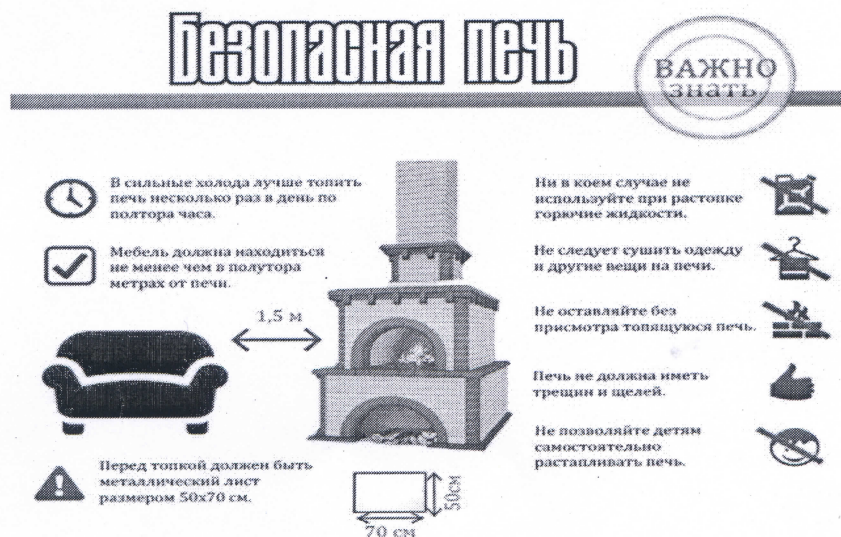 Безопасная печь
ВАЖНО
знать
В сильные холода лучше топить
печь несколько раз в день по
полтора часа.
Мебель должна находиться
не менее чем в полутора
метрах от печи.
1,5 м
Перед топкой должен быть
металлический лист
размером 50х70 см.
50см
70 см
Ни в коем случае не
используйте при растопке
горючие жидкости.
Не следует сушить одежду
и другие вещи на печи.
Не оставляйте без
присмотра топящуюся печь.
Печь не должна иметь
трещин и щелей.
Не позволяйте детям
самостоятельно
растапливать печь.